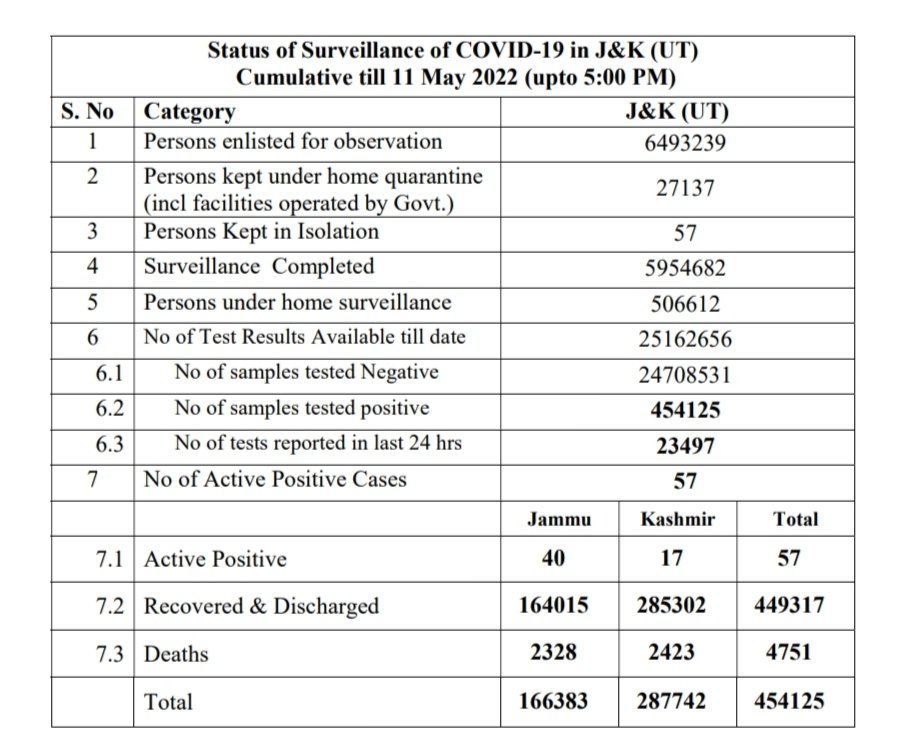 Status of Surveillance of COVID-19 in J&K (UT)
Cumulative till 11 May 2022 (upto 5:00 PM)
S. No Category J&K (UT)
1 Persons enlisted for observation 6493239
2 Persons kept under home quarantine
(incl facilities operated by Govt.) 27137
3 Persons Kept in Isolation 57
4 Surveillance Completed 5954682
5 Persons under home surveillance 506612
6 No of Test Results Available till date 25162656
6.1 No of samples tested Negative 24708531
6.2 No of samples tested positive 454125
6.3 No of tests reported in last 24 hrs 23497
7 No of Active Positive Cases 57
Jammu Kashmir Total
7.1 Active Positive 40 17 57
7.2 Recovered & Discharged 164015 285302 449317
7.3 Deaths 2328 2423 4751
Total 166383 287742 454125